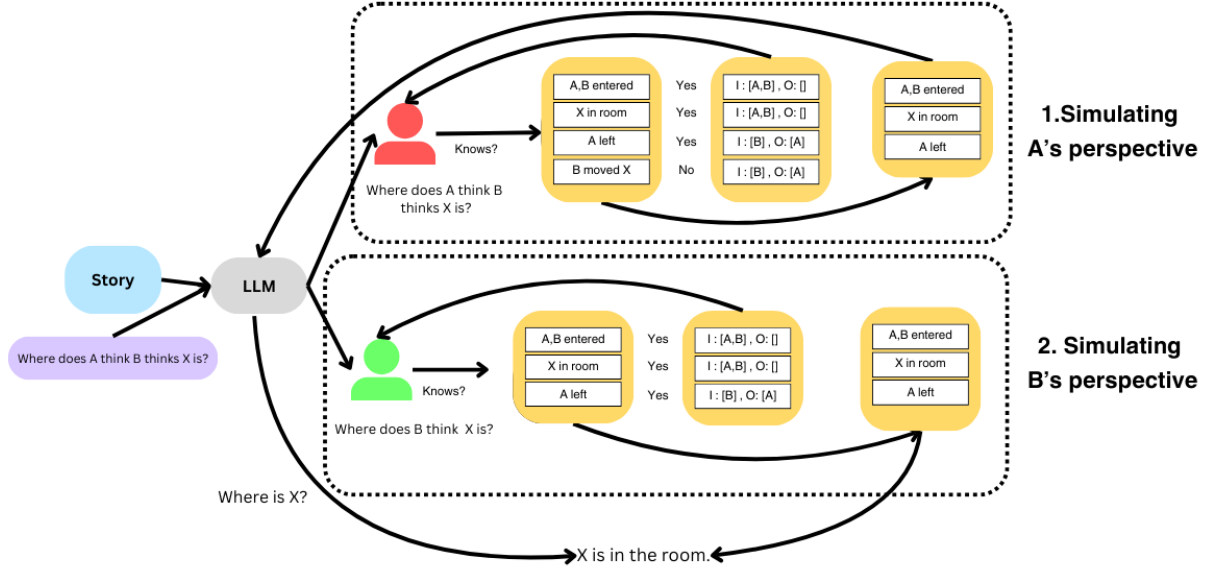 A,B entered
X in room
A left
B moved X
Yes
Yes
Yes
No
I : [A,B] , O: []
I : [A,B] , O: []
I : [B] , O: [A]
I : [B] , O: [A]
A,B entered
X in room
A left
1.Simulating
A's perspective
Knows?
Where does A think B
thinks X is?
Story
LLM
Where does A think B thinks X is?
A,B entered
X in room
A left
Yes
Yes
Yes
I : [A,B] , O: []
I : [A,B] , O: []
I : [B] , O: [A]
A,B entered
X in room
A left
2. Simulating
B's perspective
Knows?
Where does B think X is?
Where is X?
X is in the room.